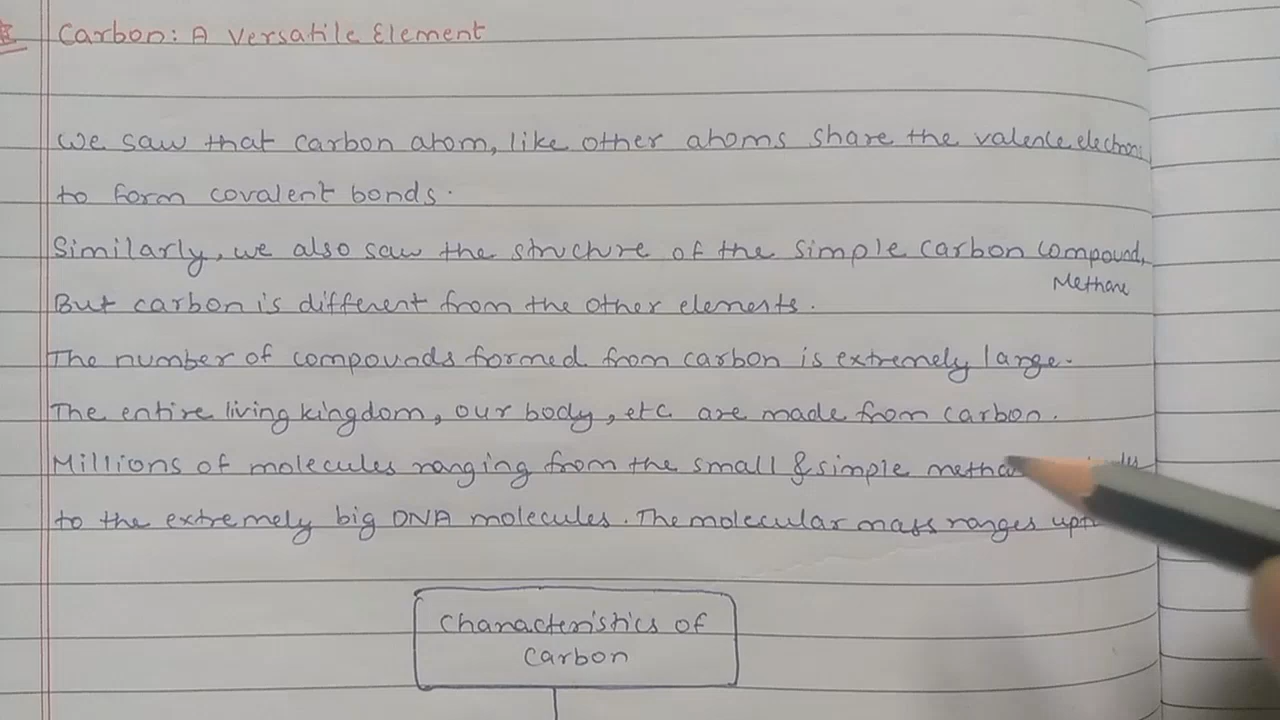 Carbon: A Versatile Element
We saw that carbon atom, like other atoms share the valence electrons
to form covalent bonds.
Similarly, we also saw the structure of the simple carbon compound,
Methane
But carbon is different from the other elements.
The number of compounds formed from carbon is extremely large.
The entire living kingdom, our body, etc are made from carbon.
Millions of molecules ranging from the small & simple
to the extremely big DNA molecules. The molecular mass ranges upto
Characteristics of
Carbon